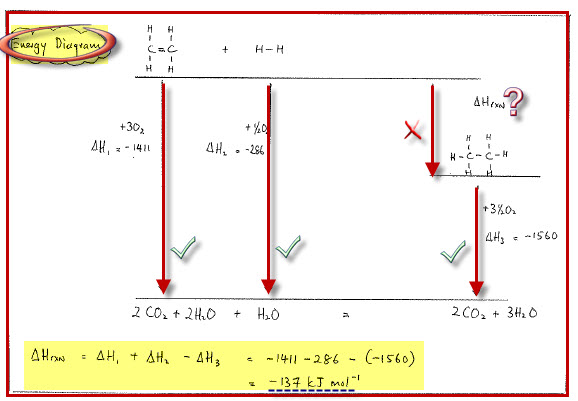 Energy Diagram
H H
C=C + H-H
H H
ΔHrxn ?
+3O₂
ΔH₁ = -1411
+½O₂
ΔH₂ = -286
H H
H-C-C-H
H H
+3½O₂
ΔH₃ = -1560
2CO₂ + 2H₂O + H₂O = 2CO₂ + 3H₂O
ΔHrxn = ΔH₁ + ΔH₂ - ΔH₃ = -1411 - 286 - (-1560)
= -137 kJ mol⁻¹